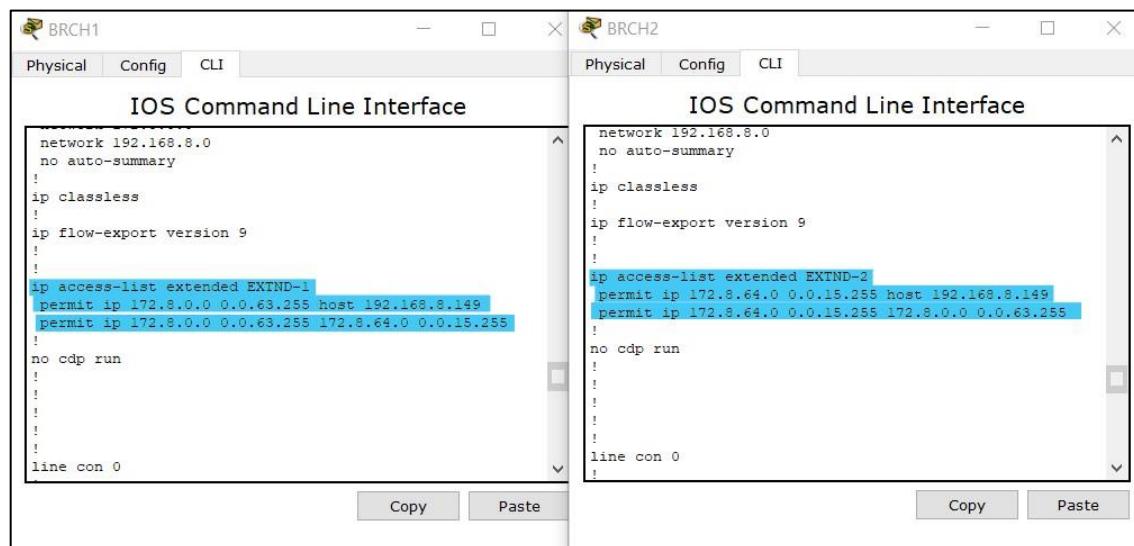 BRCH1
Physical Config CLI
IOS Command Line Interface
network 192.168.8.0
no auto-summary
!
ip classless
!
ip flow-export version 9
!
!
ip access-list extended EXTND-1
permit ip 172.8.0.0 0.0.63.255 host 192.168.8.149
permit ip 172.8.0.0 0.0.63.255 172.8.64.0 0.0.15.255
!
no cdp run
!
!
!
!
!
line con 0
Copy Paste
BRCH2
Physical Config CLI
IOS Command Line Interface
network 192.168.8.0
no auto-summary
!
ip classless
!
ip flow-export version 9
!
!
ip access-list extended EXTND-2
permit ip 172.8.64.0 0.0.15.255 host 192.168.8.149
permit ip 172.8.64.0 0.0.15.255 172.8.0.0 0.0.63.255
!
no cdp run
!
!
!
!
!
line con 0
!
Copy Paste